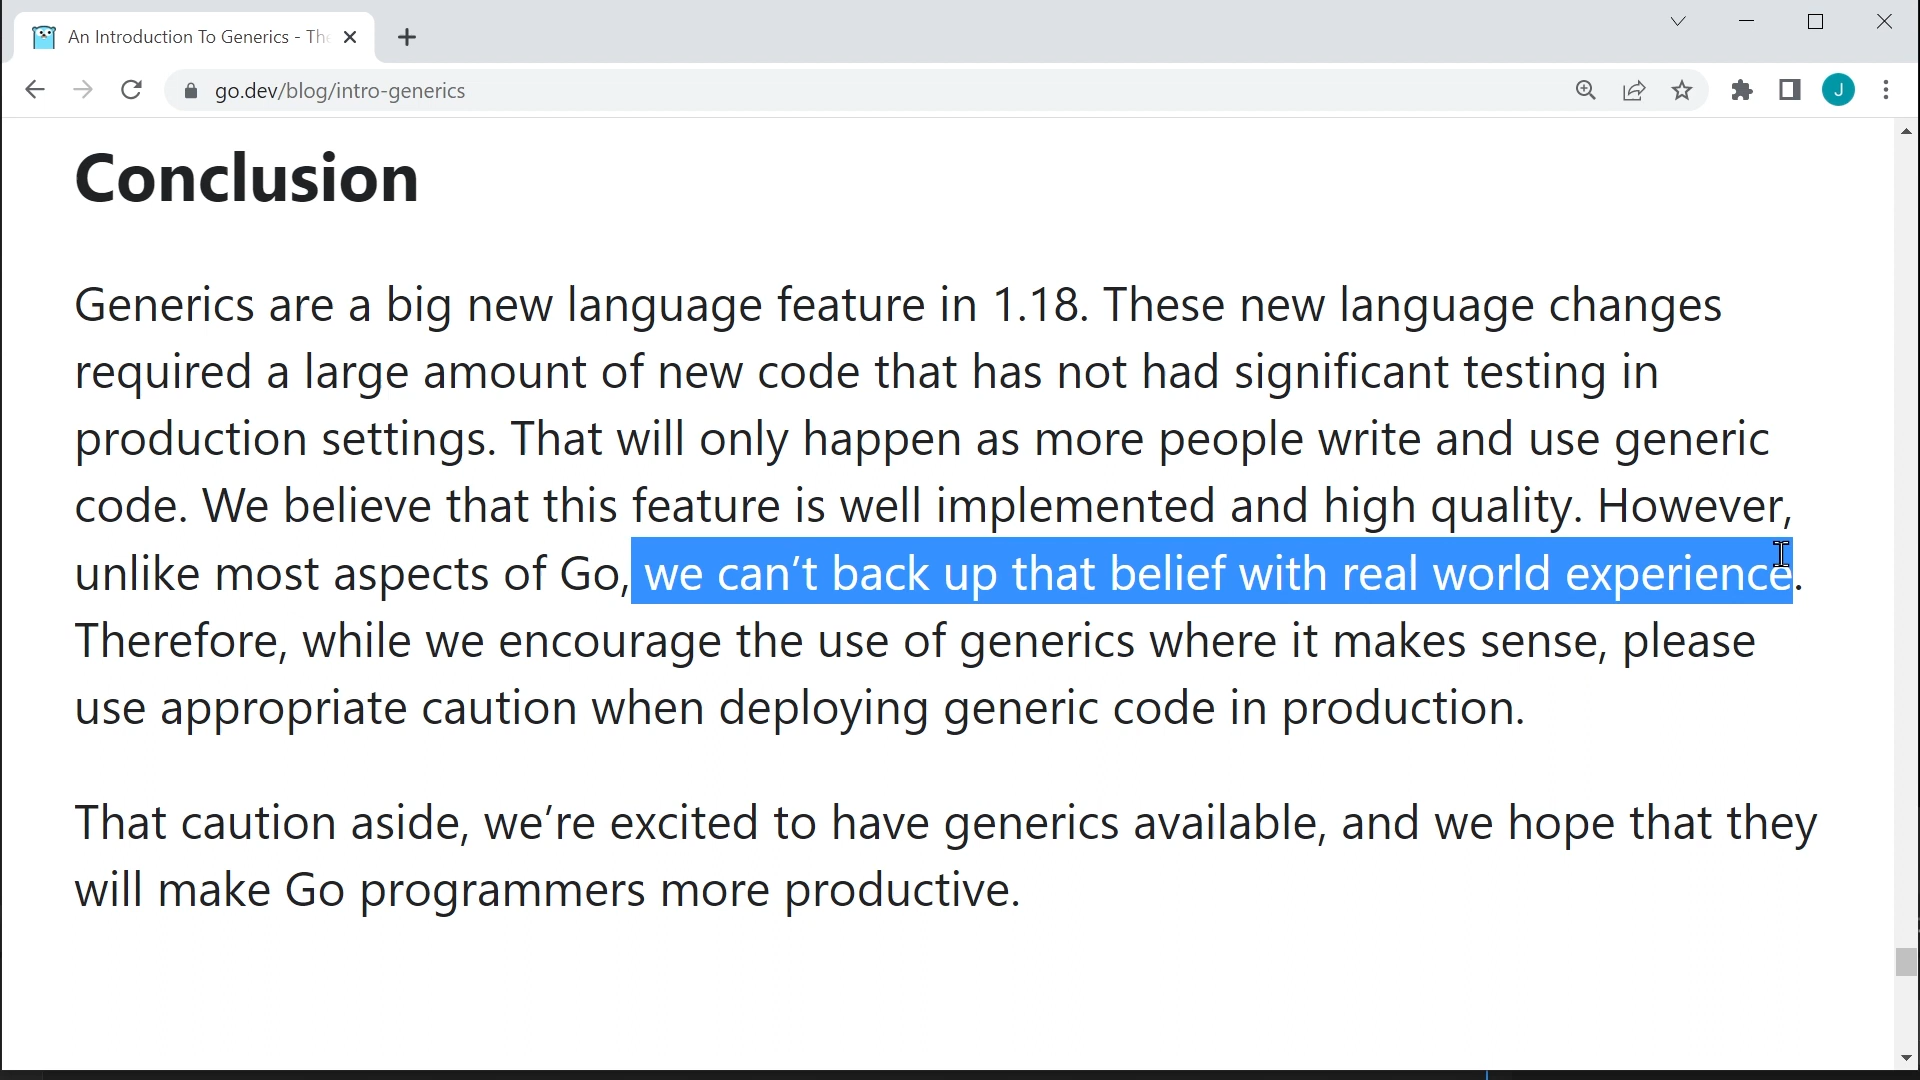 An Introduction To Generics - The
go.dev/blog/intro-generics
J
Conclusion
Generics are a big new language feature in 1.18. These new language changes
required a large amount of new code that has not had significant testing in
production settings. That will only happen as more people write and use generic
code. We believe that this feature is well implemented and high quality. However,
unlike most aspects of Go, we can’t back up that belief with real world experience.
Therefore, while we encourage the use of generics where it makes sense, please
use appropriate caution when deploying generic code in production.
That caution aside, we’re excited to have generics available, and we hope that they
will make Go programmers more productive.